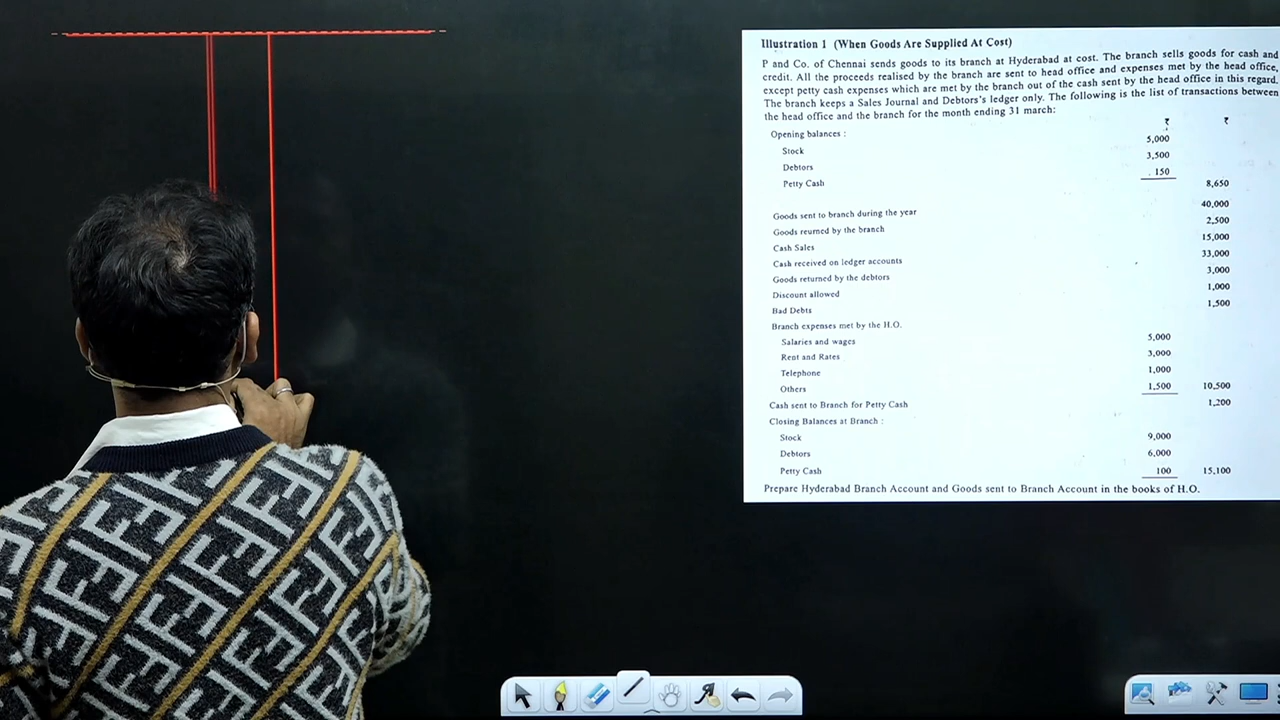 Illustration 1 (When Goods Are Supplied At Cost)
P and Co. of Chennai sends goods to its branch at Hyderabad at cost. The branch sells goods for cash and
credit. All the proceeds realised by the branch are sent to head office and expenses met by the head office,
except petty cash expenses which are met by the branch out of the cash sent by the head office in this regard.
The branch keeps a Sales Journal and Debtors's ledger only. The following is the list of transactions between
the head office and the branch for the month ending 31 march:
₹ ₹
Opening balances :
Stock 5,000
Debtors 3,500
Petty Cash 150 8,650
Goods sent to branch during the year 40,000
Goods reurned by the branch 2,500
Cash Sales 15,000
Cash received on ledger accounts 33,000
Goods returned by the debtors 3,000
Discount allowed 1,000
Bad Debts 1,500
Branch expenses met by the H.O.
Salaries and wages 5,000
Rent and Rates 3,000
Telephone 1,000
Others 1,500 10,500
Cash sent to Branch for Petty Cash 1,200
Closing Balances at Branch :
Stock 9,000
Debtors 6,000
Petty Cash 100 15,100
Prepare Hyderabad Branch Account and Goods sent to Branch Account in the books of H.O.